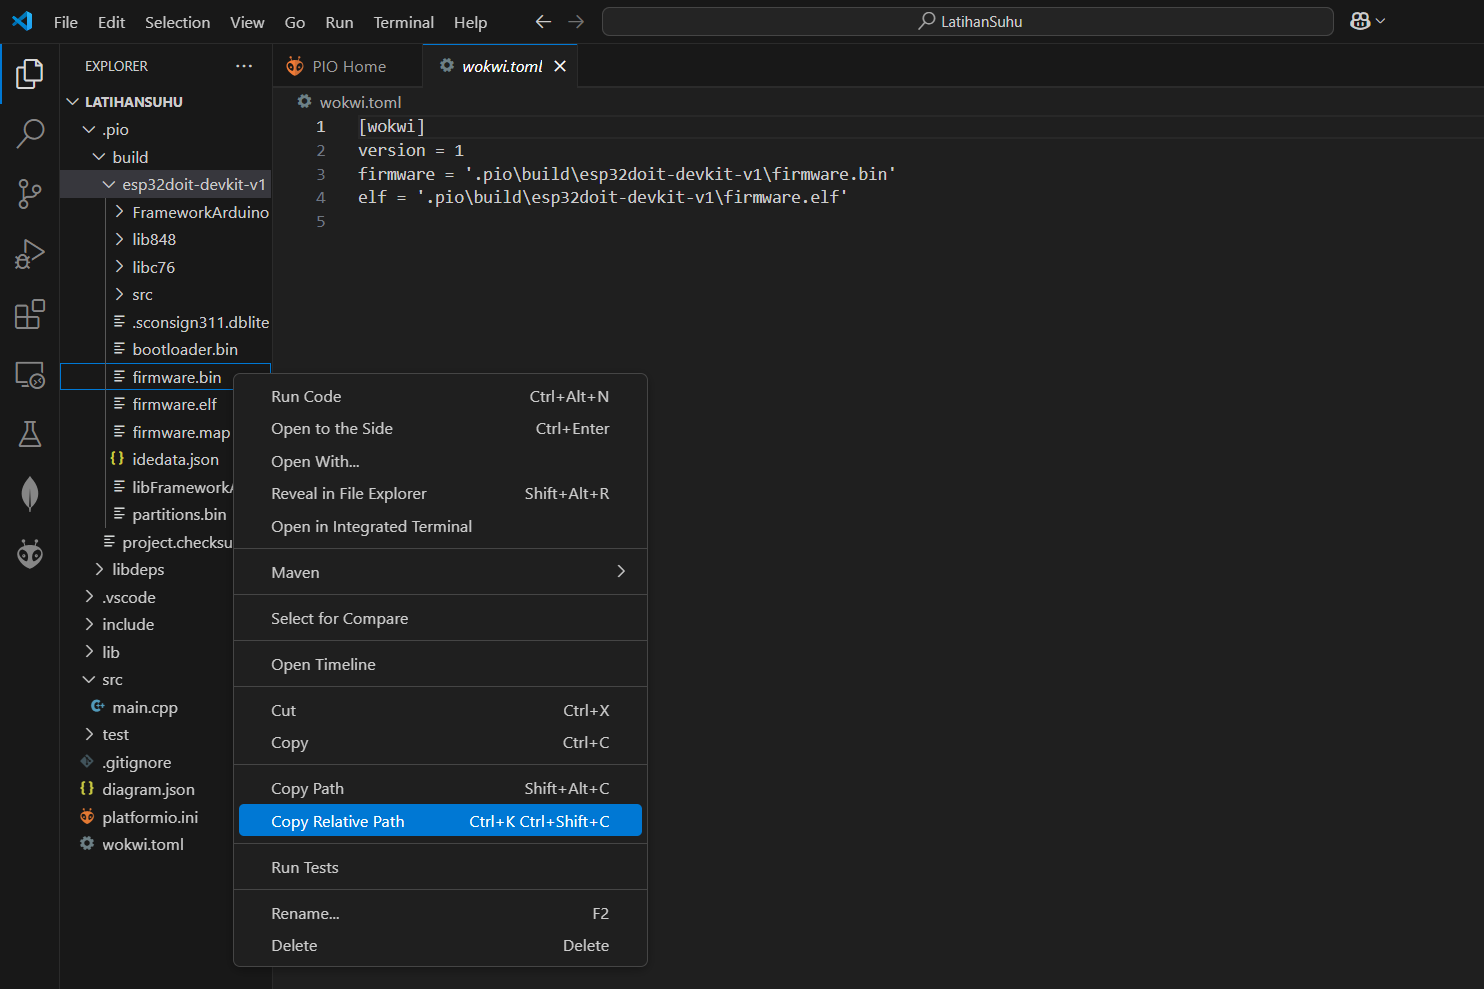 File Edit Selection View Go Run Terminal Help
LatihanSuhu
EXPLORER
PIO Home
wokwi.toml
LATIHANSUHU
.pio
build
esp32doit-devkit-v1
FrameworkArduino
lib848
libc76
src
.sconsign311.dblite
bootloader.bin
firmware.bin
firmware.elf
firmware.map
idedata.json
libFramework
partitions.bin
project.checksu
libdeps
.vscode
include
lib
src
main.cpp
test
.gitignore
diagram.json
platformio.ini
wokwi.toml
wokwi.toml
1 [wokwi]
2 version = 1
3 firmware = '.pio\build\esp32doit-devkit-v1\firmware.bin'
4 elf = '.pio\build\esp32doit-devkit-v1\firmware.elf'
5
Run Code Ctrl+Alt+N
Open to the Side Ctrl+Enter
Open With...
Reveal in File Explorer Shift+Alt+R
Open in Integrated Terminal
Maven
Select for Compare
Open Timeline
Cut Ctrl+X
Copy Ctrl+C
Copy Path Shift+Alt+C
Copy Relative Path Ctrl+K Ctrl+Shift+C
Run Tests
Rename... F2
Delete Delete